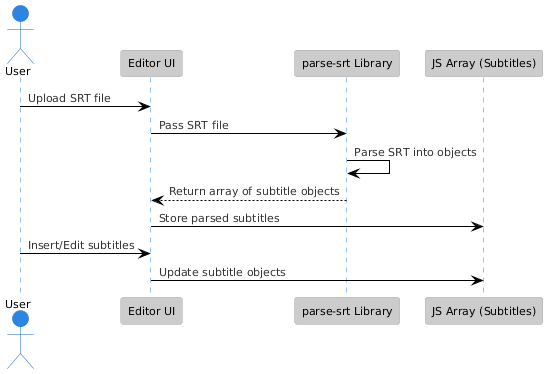 User
Editor UI
parse-srt Library
JS Array (Subtitles)
Upload SRT file
Pass SRT file
Parse SRT into objects
Return array of subtitle objects
Store parsed subtitles
Insert/Edit subtitles
Update subtitle objects
User
Editor UI
parse-srt Library
JS Array (Subtitles)